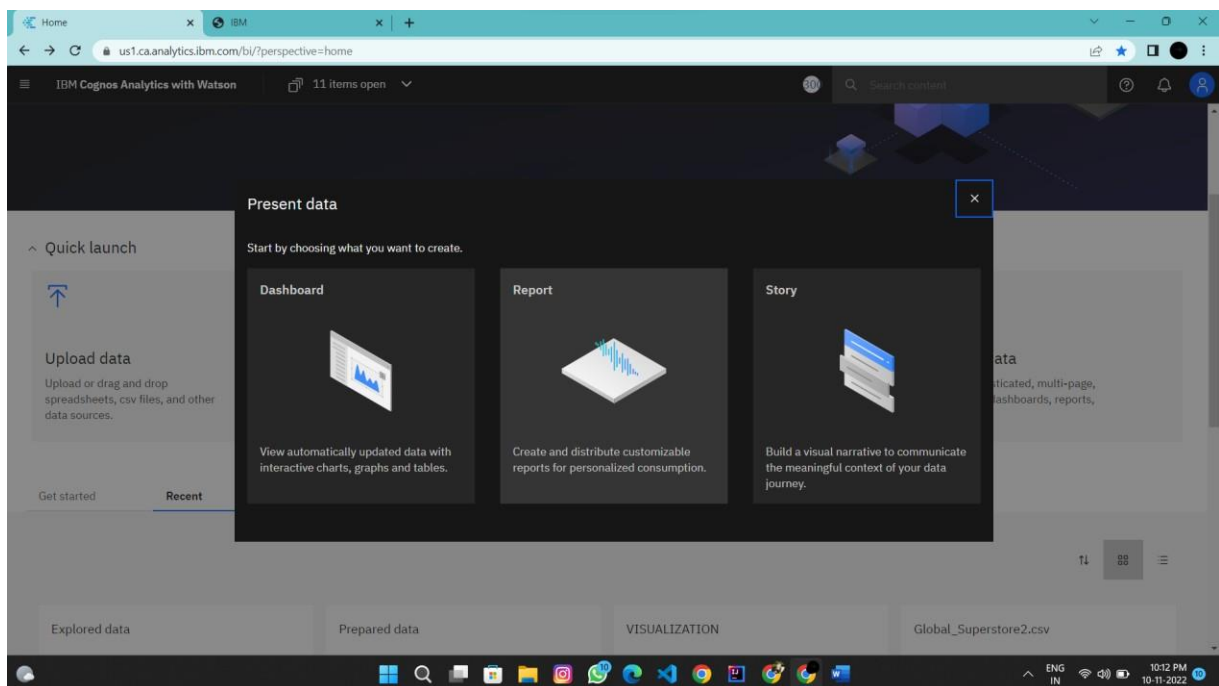 Home
IBM
us1.ca.analytics.ibm.com/bi/?perspective=home
IBM Cognos Analytics with Watson
11 items open
30
Search content
Present data
Start by choosing what you want to create.
Quick launch
Dashboard
Report
Story
Upload data
Upload or drag and drop
spreadsheets, csv files, and other
data sources.
View automatically updated data with
interactive charts, graphs and tables.
Create and distribute customizable
reports for personalized consumption.
Build a visual narrative to communicate
the meaningful context of your data
journey.
ata
sticated, multi-page,
dashboards, reports,
Get started
Recent
Explored data
Prepared data
VISUALIZATION
Global_Superstore2.csv
ENG
IN
10:12 PM
10-11-2022
10